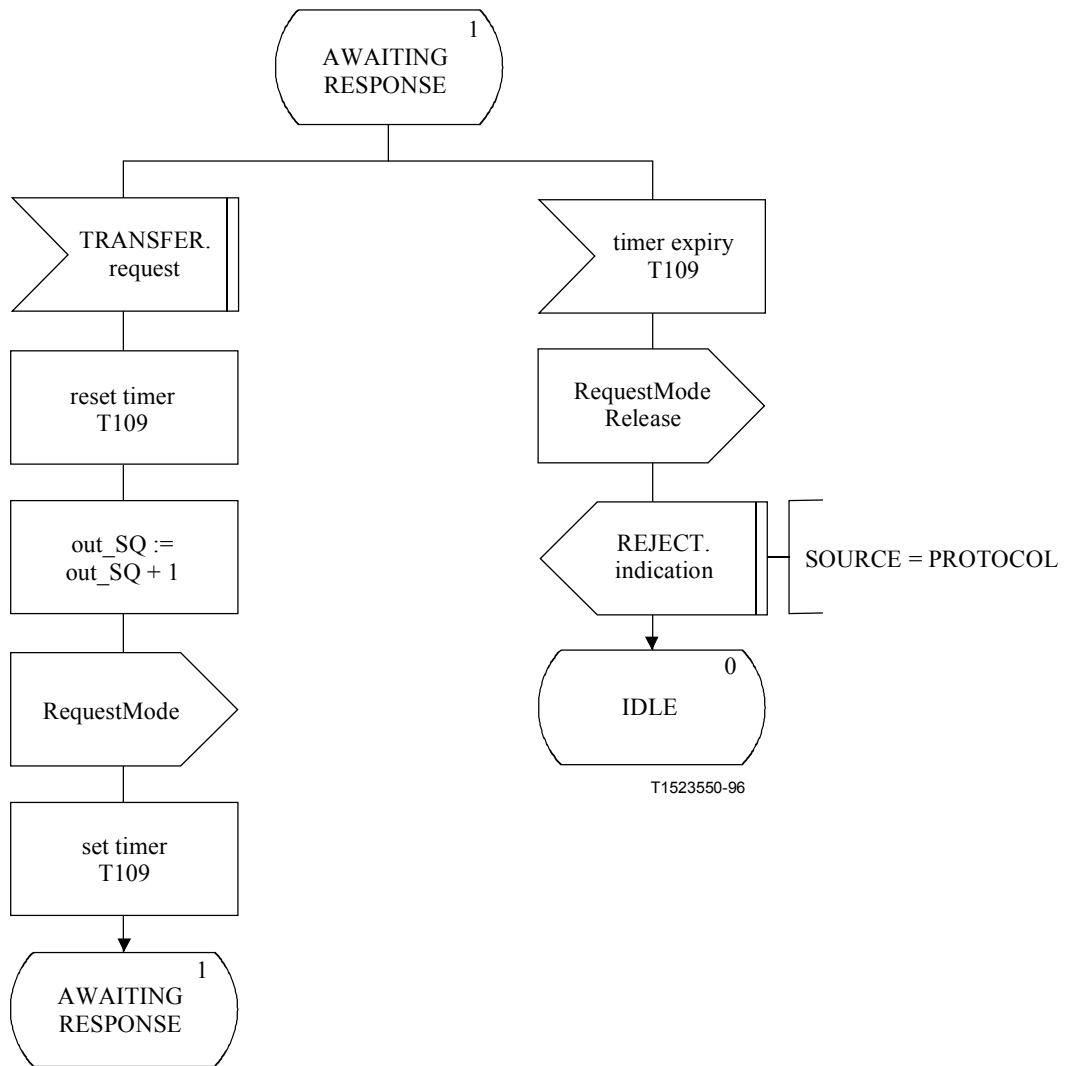 1
AWAITING
RESPONSE
TRANSFER.
request
reset timer
T109
out_SQ :=
out_SQ + 1
RequestMode
set timer
T109
1
AWAITING
RESPONSE
timer expiry
T109
RequestMode
Release
REJECT.
indication
SOURCE = PROTOCOL
0
IDLE
T1523550-96